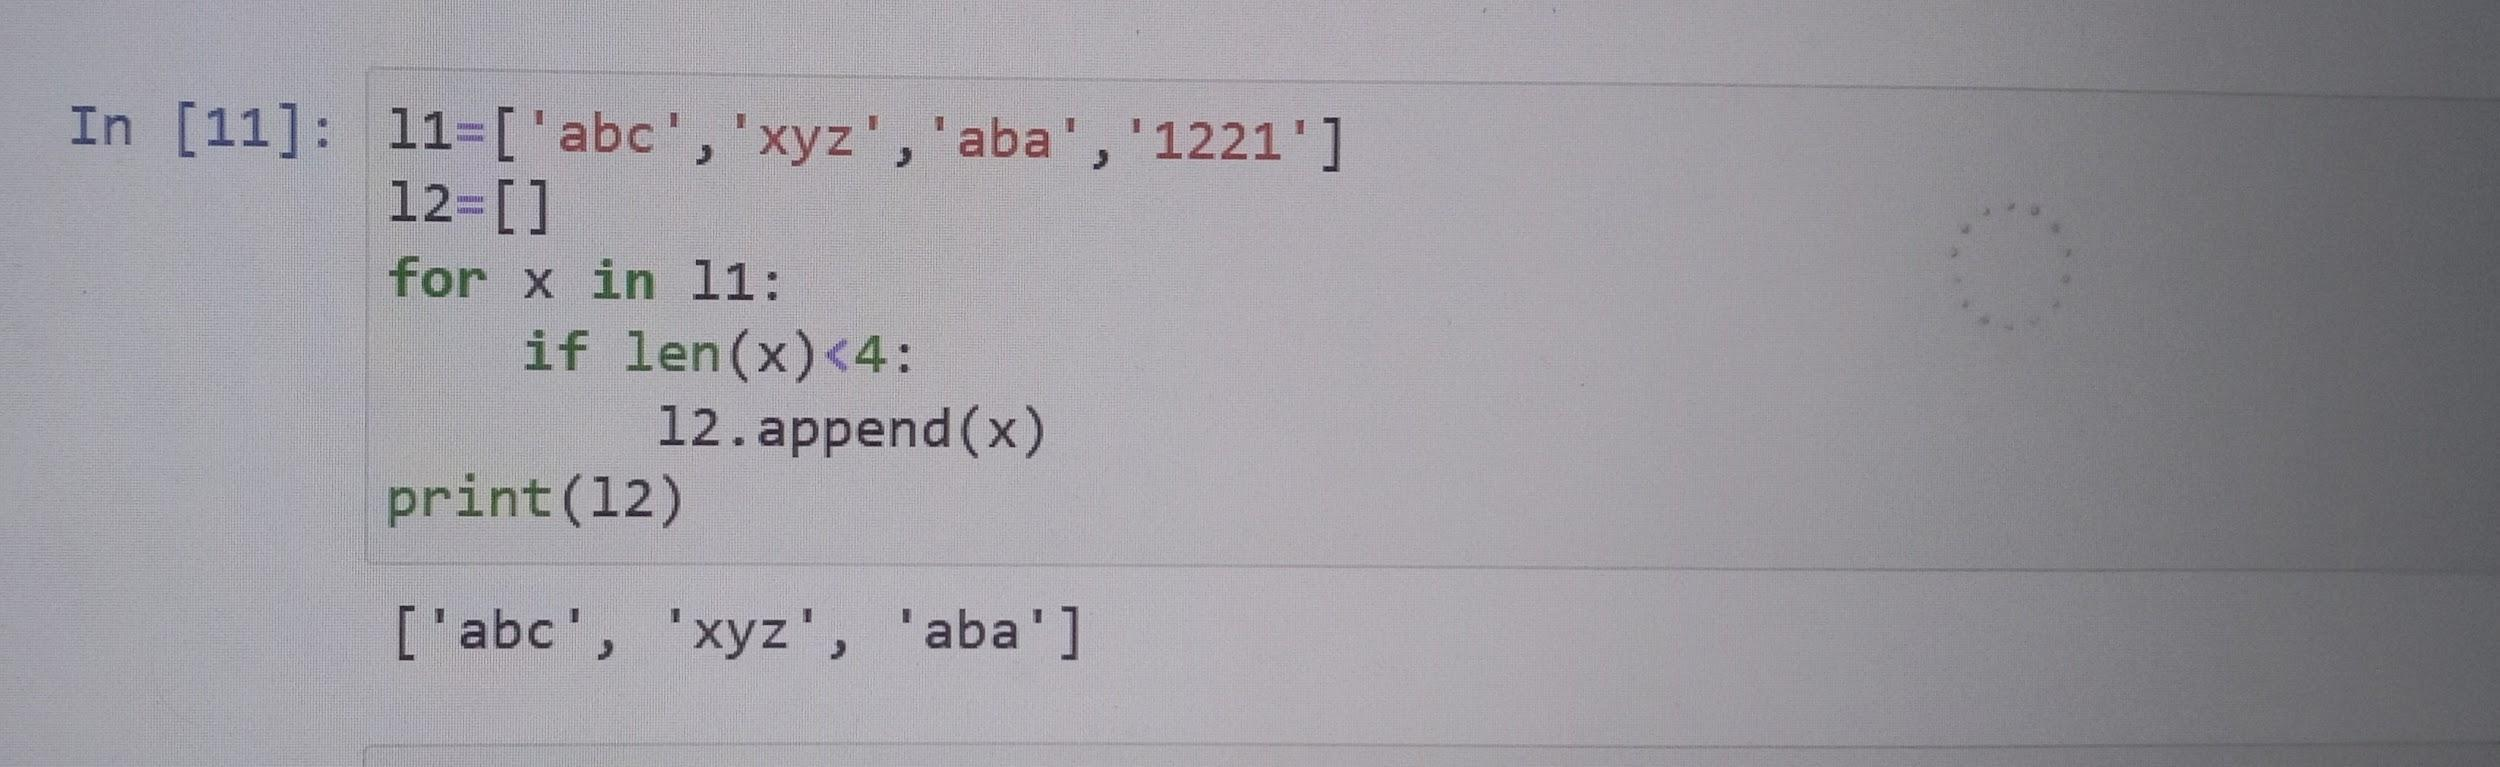 In [11]: l1=['abc','xyz','aba','1221']
l2=[]
for x in l1:
    if len(x)<4:
        l2.append(x)
print(l2)
['abc', 'xyz', 'aba']